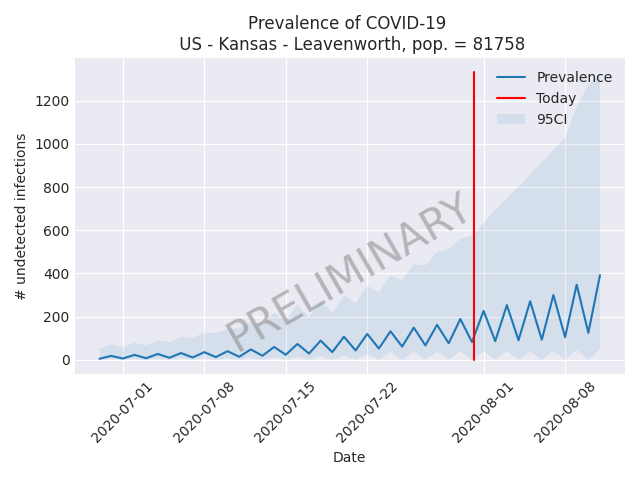 Prevalence of COVID-19
US - Kansas - Leavenworth, pop. = 81758
Prevalence
Today
95CI
1200
1000
800
600
400
200
0
# undetected infections
PRELIMINARY
2020-07-01
2020-07-08
2020-07-15
2020-07-22
2020-08-01
2020-08-08
Date